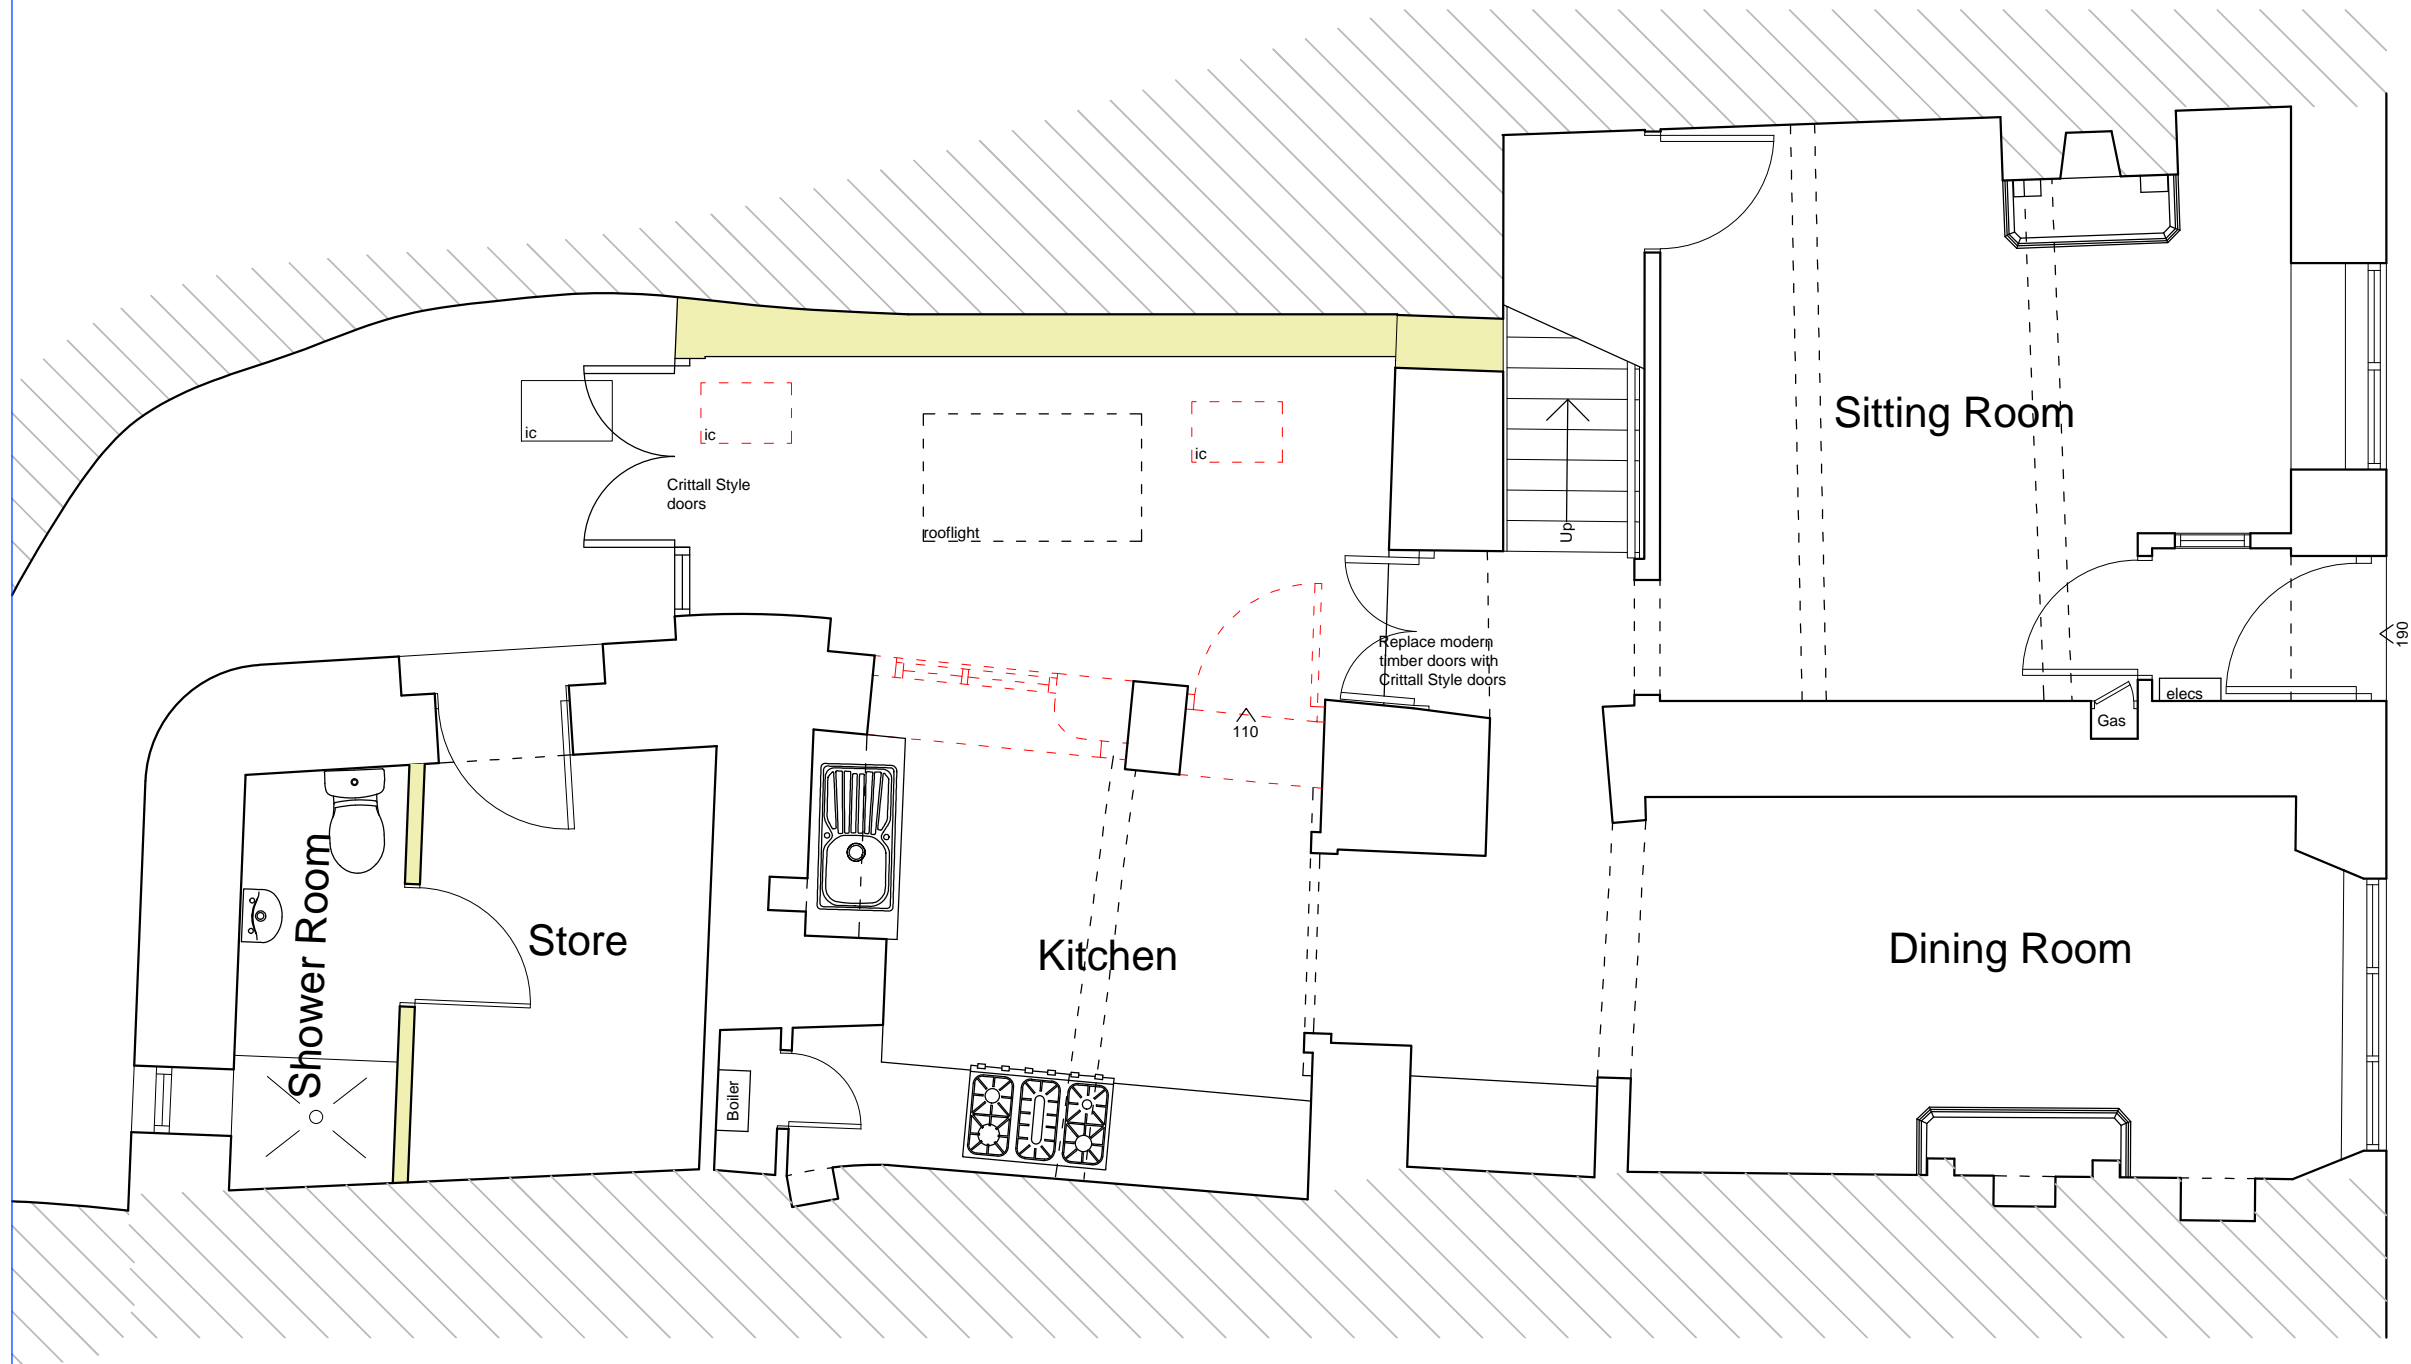 Sitting Room
ic
ic
ic
Crittall Style
doors
rooflight
Up
Replace modern
timber doors with
Crittall Style doors
190
elecs
Gas
110
Shower Room
Store
Kitchen
Dining Room
Boiler